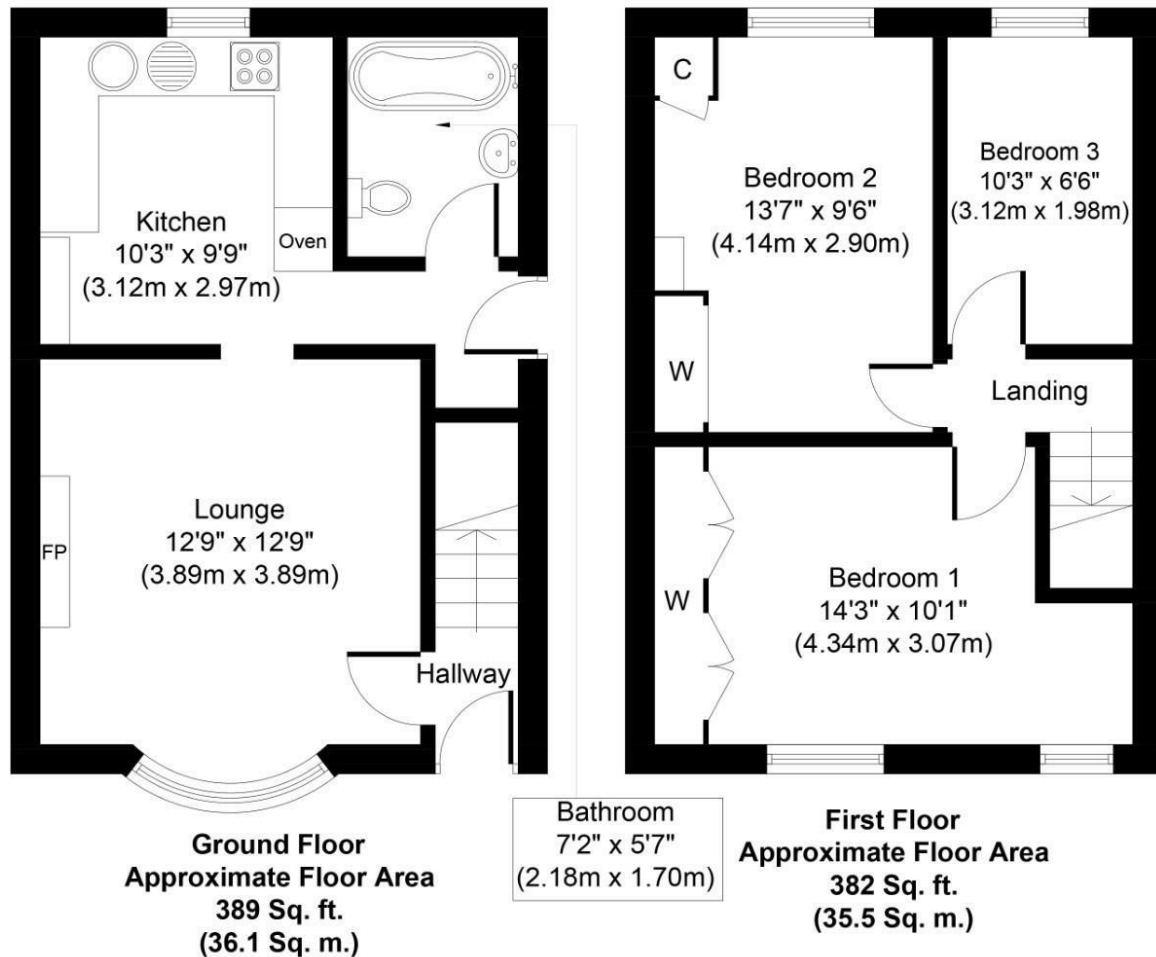 Kitchen
10'3" x 9'9"
(3.12m x 2.97m)
Oven
Lounge
12'9" x 12'9"
(3.89m x 3.89m)
FP
Hallway
Bathroom
7'2" x 5'7"
(2.18m x 1.70m)
Ground Floor
Approximate Floor Area
389 Sq. ft.
(36.1 Sq. m.)
C
Bedroom 2
13'7" x 9'6"
(4.14m x 2.90m)
W
Bedroom 3
10'3" x 6'6"
(3.12m x 1.98m)
Landing
Bedroom 1
14'3" x 10'1"
(4.34m x 3.07m)
W
First Floor
Approximate Floor Area
382 Sq. ft.
(35.5 Sq. m.)